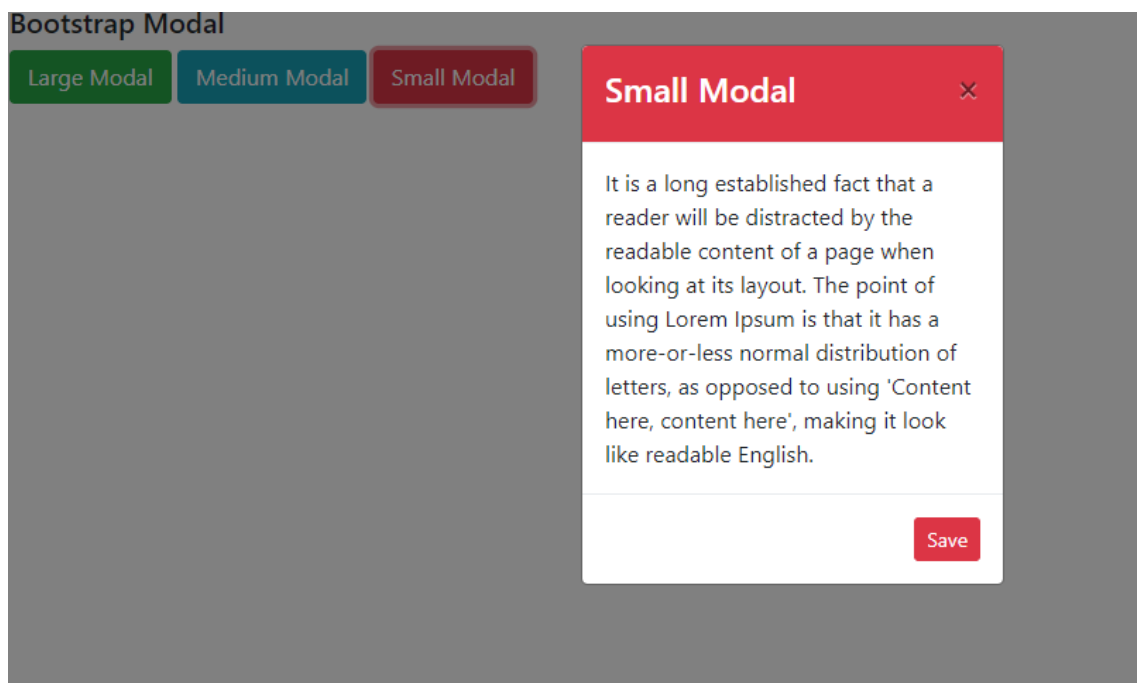 Bootstrap Modal
Large Modal Medium Modal Small Modal
Small Modal ×
It is a long established fact that a
reader will be distracted by the
readable content of a page when
looking at its layout. The point of
using Lorem Ipsum is that it has a
more-or-less normal distribution of
letters, as opposed to using 'Content
here, content here', making it look
like readable English.
Save